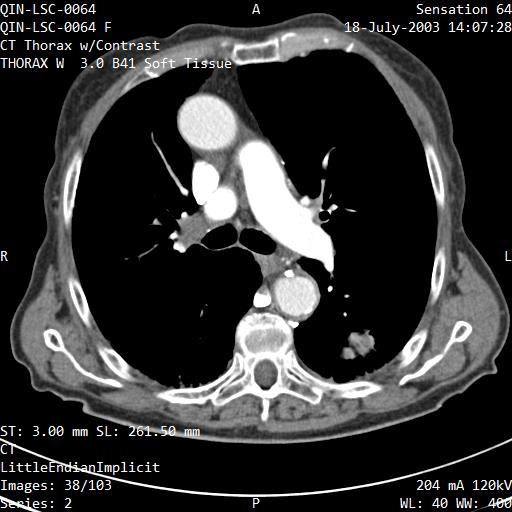 QIN-LSC-0064
A
Sensation 64
QIN-LSC-0064 F
18-July-2003 14:07:28
CT Thorax w/Contrast
THORAX W 3.0 B41 Soft Tissue
R
L
ST: 3.00 mm SL: 261.50 mm
CT
LittleEndianImplicit
Images: 38/103
204 mA 120kV
Series: 2
P
WL: 40 WW: 400